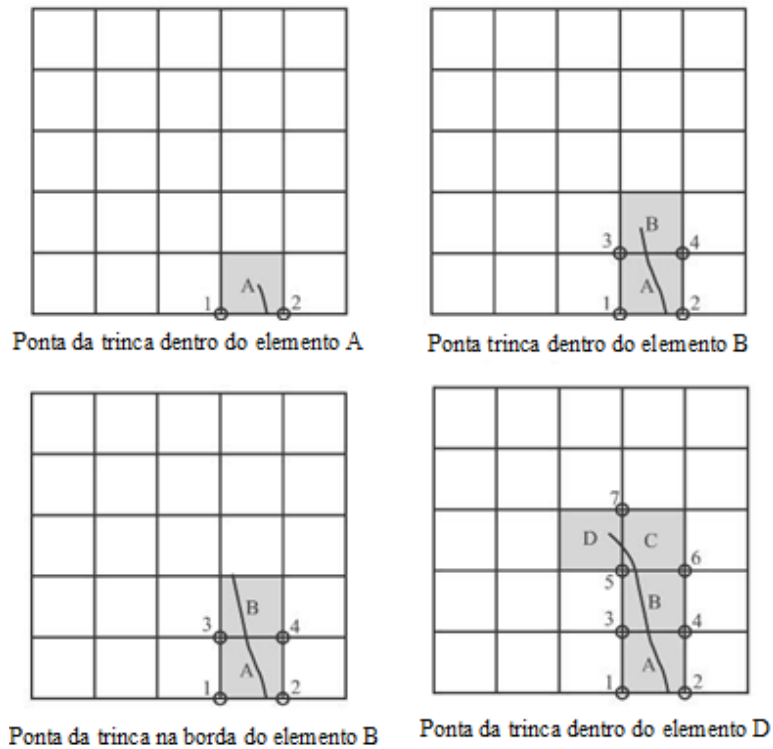 A
1
2
Ponta da trinca dentro do elemento A
B
3
4
A
1
2
Ponta trinca dentro do elemento B
B
3
4
A
1
2
Ponta da trinca na borda do elemento B
7
D
C
5
6
B
3
4
A
1
2
Ponta da trinca dentro do elemento D